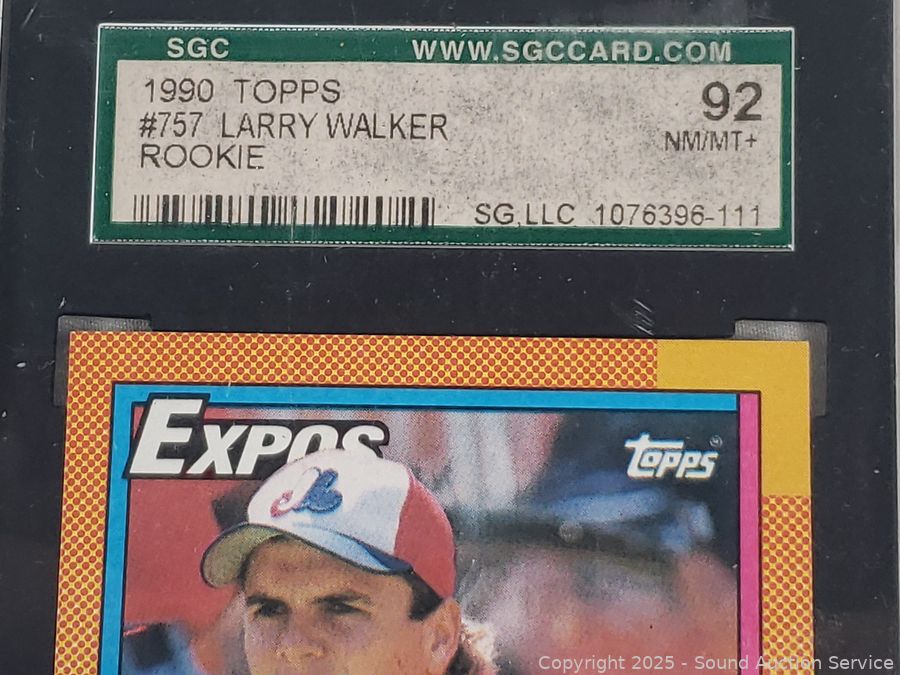 SGC WWW.SGCCARD.COM
1990 TOPPS 92
#757 LARRY WALKER NM/MT+
ROOKIE
SG,LLC 1076396-111
EXPOS
topps
Copyright 2025 - Sound Auction Service